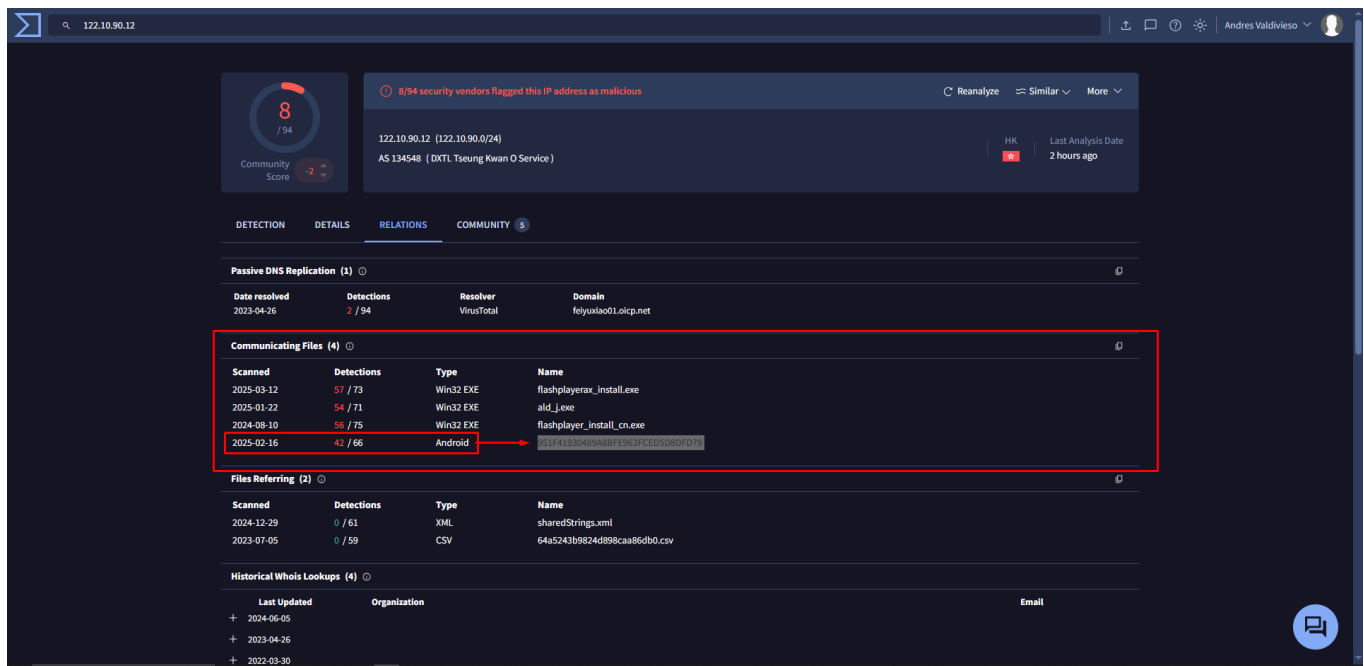 122.10.90.12
Andres Valdivieso
8
/ 94
Community Score
-2
8/94 security vendors flagged this IP address as malicious
Reanalyze Similar More
122.10.90.12 (122.10.90.0/24)
AS 134548 ( DXTL Tseung Kwan O Service )
HK
Last Analysis Date
2 hours ago
DETECTION DETAILS RELATIONS COMMUNITY 5
Passive DNS Replication (1)
Date resolved Detections Resolver Domain
2023-04-26 2 / 94 VirusTotal feiyuxiao01.oicp.net
Communicating Files (4)
Scanned Detections Type Name
2025-03-12 57 / 73 Win32 EXE flashplayerax_install.exe
2025-01-22 54 / 71 Win32 EXE ald_j.exe
2024-08-10 56 / 75 Win32 EXE flashplayer_install_cn.exe
2025-02-16 42 / 66 Android 951F41930489A8BFE963FCED5D8DFD79
Files Referring (2)
Scanned Detections Type Name
2024-12-29 0 / 61 XML sharedStrings.xml
2023-07-05 0 / 59 CSV 64a5243b9824d898caa86db0.csv
Historical Whois Lookups (4)
Last Updated Organization Email
+ 2024-06-05
+ 2023-04-26
+ 2022-03-30